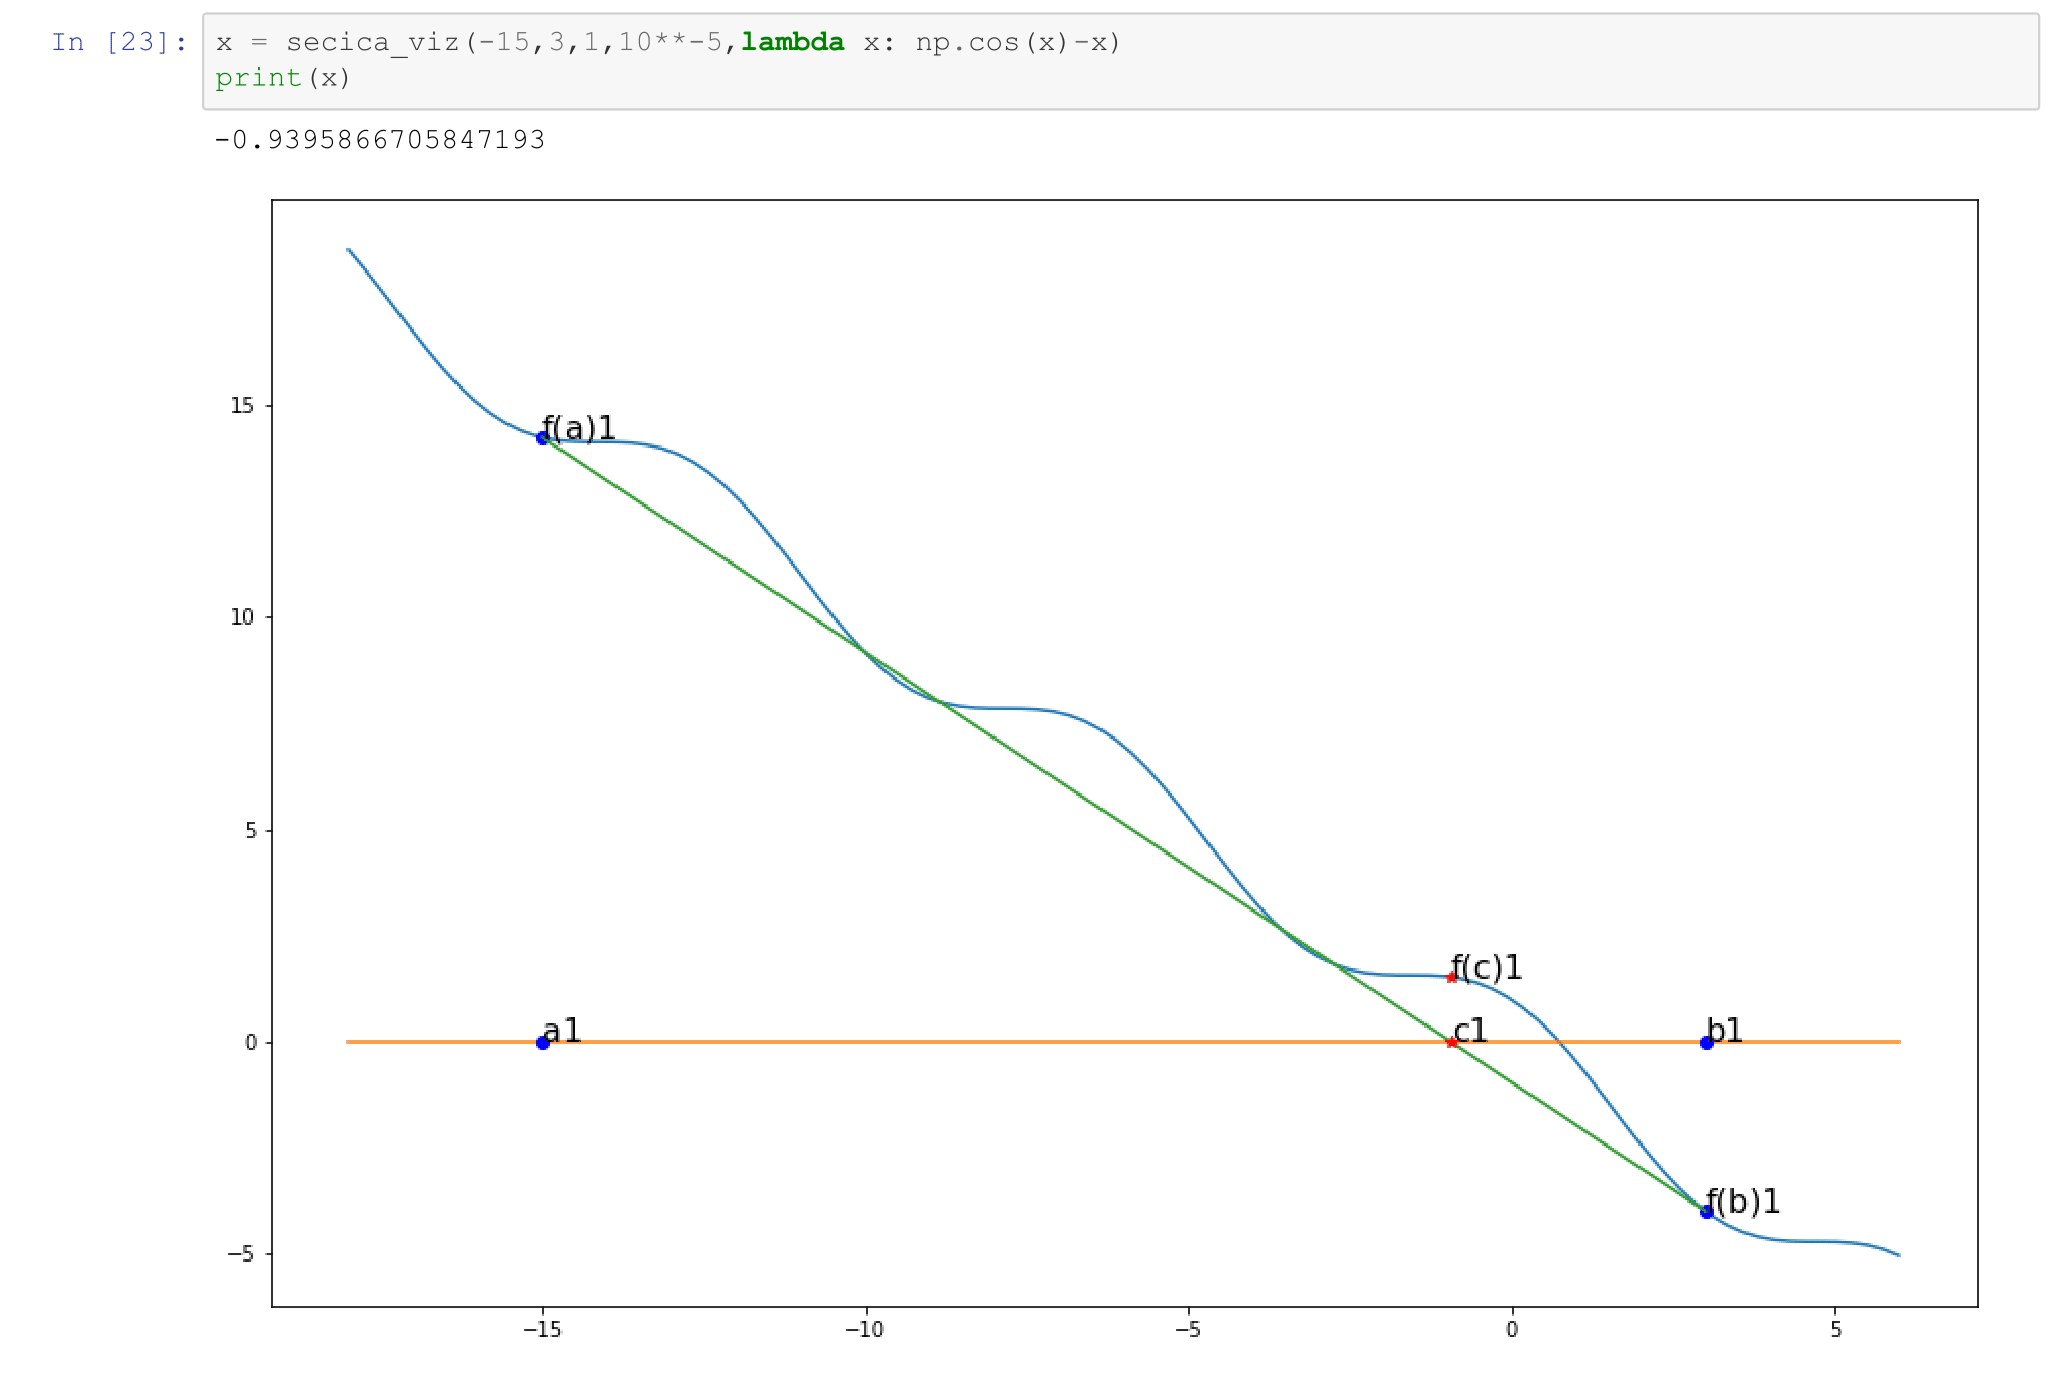 In [23]: x = secica_viz(-15,3,1,10**-5,lambda x: np.cos(x)-x)
print(x)
-0.9395866705847193
15
f(a)1
10
5
f(c)1
0
a1
c1
b1
f(b)1
−5
−15
−10
−5
0
5